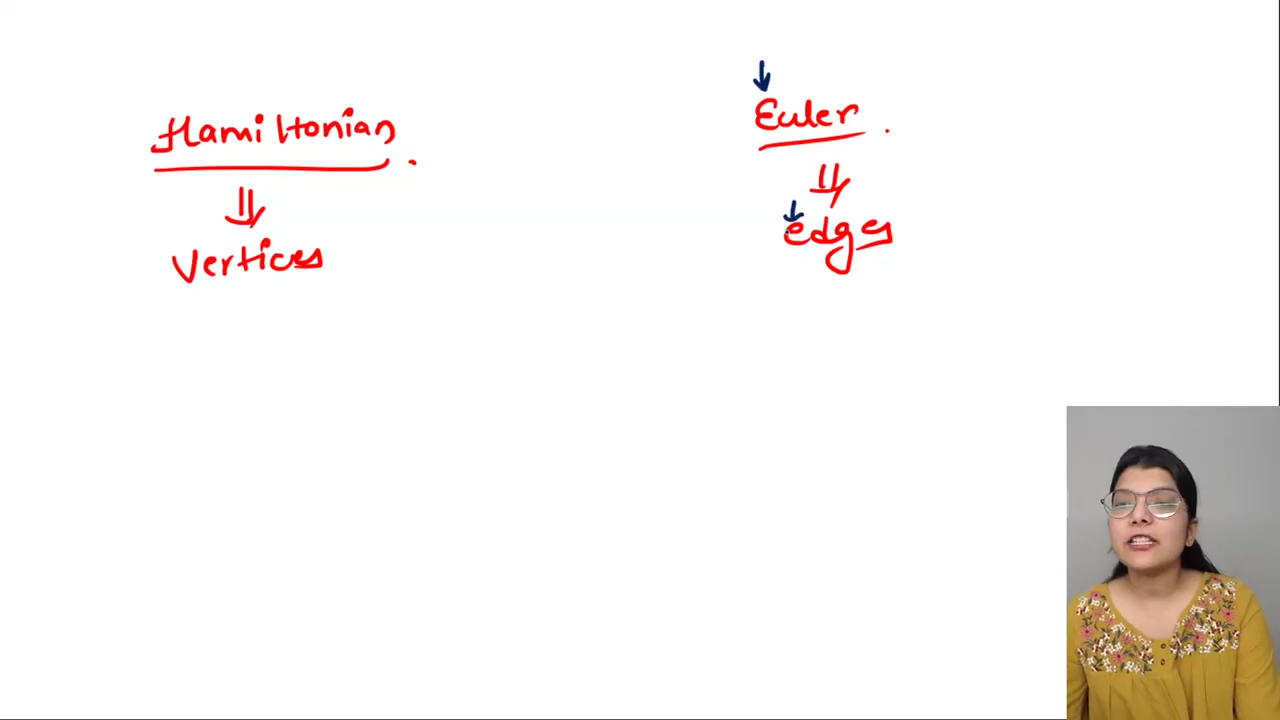 Hamiltonian.
⇓
Vertices
Euler.
⇓
edges